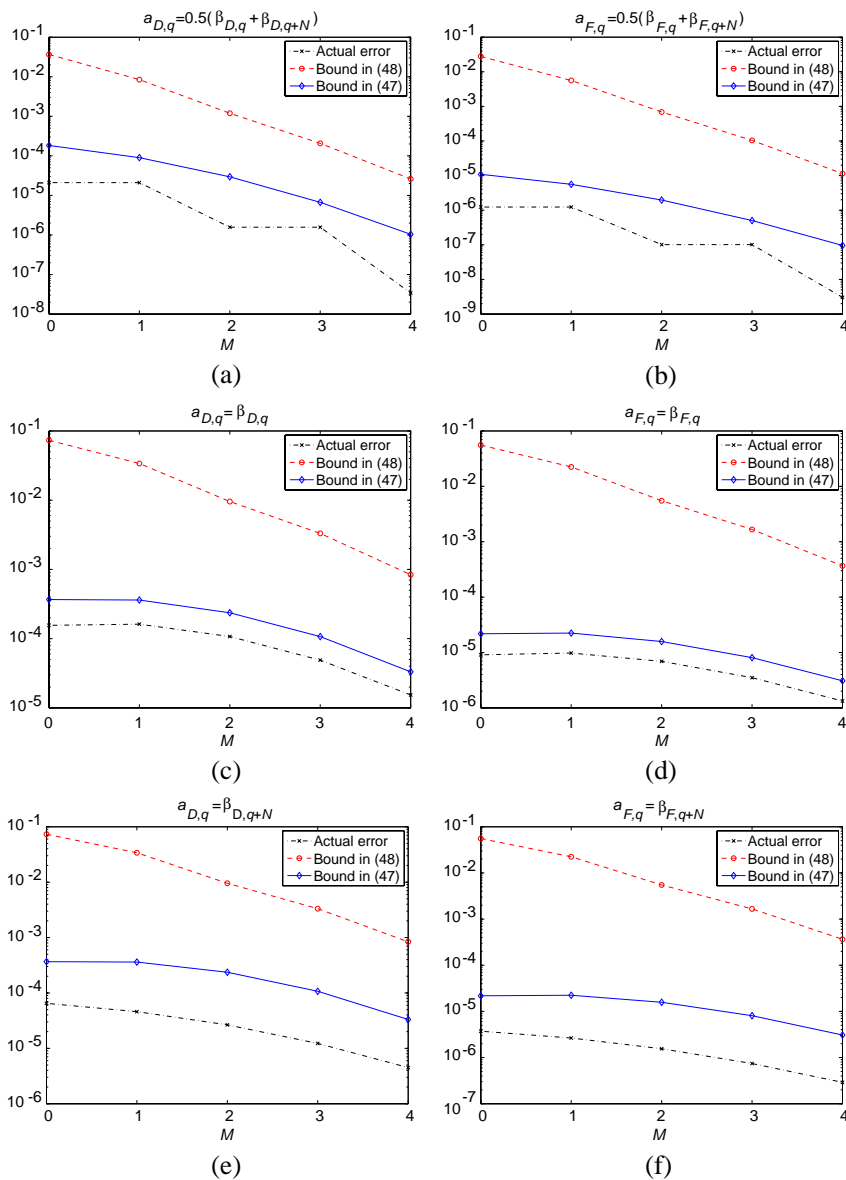 a_{D,q}=0.5(β_{D,q}+β_{D,q+N})
10^{-1}
10^{-2}
10^{-3}
10^{-4}
10^{-5}
10^{-6}
10^{-7}
10^{-8}
Actual error
Bound in (48)
Bound in (47)
0 1 2 3 4
M
(a)
a_{F,q}=0.5(β_{F,q}+β_{F,q+N})
10^{-1}
10^{-2}
10^{-3}
10^{-4}
10^{-5}
10^{-6}
10^{-7}
10^{-8}
10^{-9}
Actual error
Bound in (48)
Bound in (47)
0 1 2 3 4
M
(b)
a_{D,q}=β_{D,q}
10^{-1}
10^{-2}
10^{-3}
10^{-4}
10^{-5}
Actual error
Bound in (48)
Bound in (47)
0 1 2 3 4
M
(c)
a_{F,q}=β_{F,q}
10^{-1}
10^{-2}
10^{-3}
10^{-4}
10^{-5}
10^{-6}
Actual error
Bound in (48)
Bound in (47)
0 1 2 3 4
M
(d)
a_{D,q}=β_{D,q+N}
10^{-1}
10^{-2}
10^{-3}
10^{-4}
10^{-5}
10^{-6}
Actual error
Bound in (48)
Bound in (47)
0 1 2 3 4
M
(e)
a_{F,q}=β_{F,q+N}
10^{-1}
10^{-2}
10^{-3}
10^{-4}
10^{-5}
10^{-6}
10^{-7}
Actual error
Bound in (48)
Bound in (47)
0 1 2 3 4
M
(f)